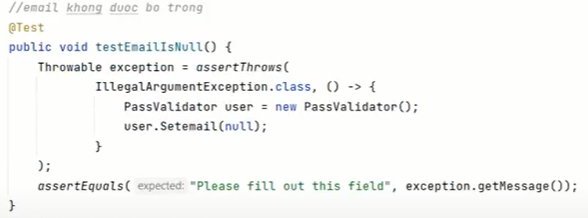 //email khong duoc bo trong
@Test
public void testEmailIsNull() {
Throwable exception = assertThrows(
IllegalArgumentException.class, () -> {
PassValidator user = new PassValidator();
user.Setemail(null);
}
);
assertEquals( expected: "Please fill out this field", exception.getMessage());
}